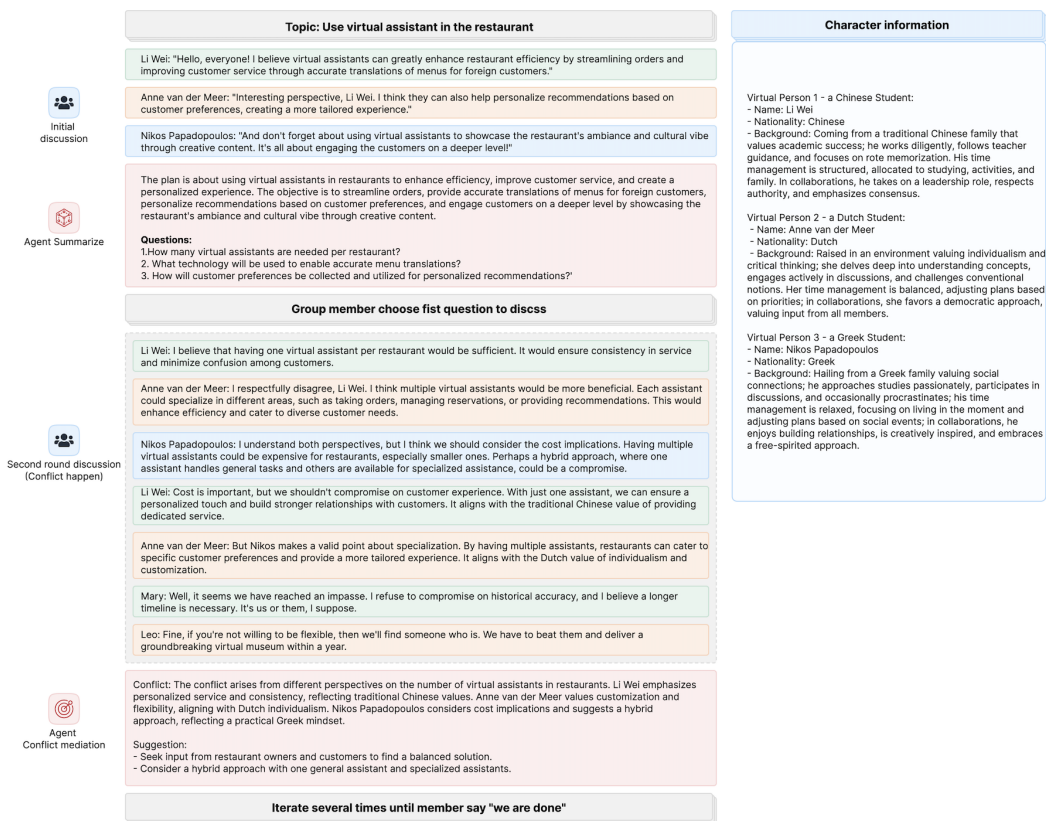 Topic: Use virtual assistant in the restaurant
Li Wei: "Hello, everyone! I believe virtual assistants can greatly enhance restaurant efficiency by streamlining orders and
improving customer service through accurate translations of menus for foreign customers."
Anne van der Meer: "Interesting perspective, Li Wei. I think they can also help personalize recommendations based on
customer preferences, creating a more tailored experience."
Nikos Papadopoulos: "And don't forget about using virtual assistants to showcase the restaurant's ambiance and cultural vibe
through creative content. It's all about engaging the customers on a deeper level!"
Initial
discussion
The plan is about using virtual assistants in restaurants to enhance efficiency, improve customer service, and create a
personalized experience. The objective is to streamline orders, provide accurate translations of menus for foreign customers,
personalize recommendations based on customer preferences, and engage customers on a deeper level by showcasing the
restaurant's ambiance and cultural vibe through creative content.
Questions:
1.How many virtual assistants are needed per restaurant?
2. What technology will be used to enable accurate menu translations?
3. How will customer preferences be collected and utilized for personalized recommendations?'
Agent Summarize
Group member choose fist question to discss
Li Wei: I believe that having one virtual assistant per restaurant would be sufficient. It would ensure consistency in service
and minimize confusion among customers.
Anne van der Meer: I respectfully disagree, Li Wei. I think multiple virtual assistants would be more beneficial. Each assistant
could specialize in different areas, such as taking orders, managing reservations, or providing recommendations. This would
enhance efficiency and cater to diverse customer needs.
Nikos Papadopoulos: I understand both perspectives, but I think we should consider the cost implications. Having multiple
virtual assistants could be expensive for restaurants, especially smaller ones. Perhaps a hybrid approach, where one
assistant handles general tasks and others are available for specialized assistance, could be a compromise.
Second round discussion
(Conflict happen)
Li Wei: Cost is important, but we shouldn't compromise on customer experience. With just one assistant, we can ensure a
personalized touch and build stronger relationships with customers. It aligns with the traditional Chinese value of providing
dedicated service.
Anne van der Meer: But Nikos makes a valid point about specialization. By having multiple assistants, restaurants can cater to
specific customer preferences and provide a more tailored experience. It aligns with the Dutch value of individualism and
customization.
Mary: Well, it seems we have reached an impasse. I refuse to compromise on historical accuracy, and I believe a longer
timeline is necessary. It's us or them, I suppose.
Leo: Fine, if you're not willing to be flexible, then we'll find someone who is. We have to beat them and deliver a
groundbreaking virtual museum within a year.
Conflict: The conflict arises from different perspectives on the number of virtual assistants in restaurants. Li Wei emphasizes
personalized service and consistency, reflecting traditional Chinese values. Anne van der Meer values customization and
flexibility, aligning with Dutch individualism. Nikos Papadopoulos considers cost implications and suggests a hybrid
approach, reflecting a practical Greek mindset.
Suggestion:
- Seek input from restaurant owners and customers to find a balanced solution.
- Consider a hybrid approach with one general assistant and specialized assistants.
Agent
Conflict mediation
Iterate several times until member say "we are done"
Character information
Virtual Person 1 - a Chinese Student:
- Name: Li Wei
- Nationality: Chinese
- Background: Coming from a traditional Chinese family that
values academic success; he works diligently, follows teacher
guidance, and focuses on rote memorization. His time
management is structured, allocated to studying, activities, and
family. In collaborations, he takes on a leadership role, respects
authority, and emphasizes consensus.
Virtual Person 2 - a Dutch Student:
- Name: Anne van der Meer
- Nationality: Dutch
- Background: Raised in an environment valuing individualism and
critical thinking; she delves deep into understanding concepts,
engages actively in discussions, and challenges conventional
notions. Her time management is balanced, adjusting plans based
on priorities; in collaborations, she favors a democratic approach,
valuing input from all members.
Virtual Person 3 - a Greek Student:
- Name: Nikos Papadopoulos
- Nationality: Greek
- Background: Hailing from a Greek family valuing social
connections; he approaches studies passionately, participates in
discussions, and occasionally procrastinates; his time
management is relaxed, focusing on living in the moment and
adjusting plans based on social events; in collaborations, he
enjoys building relationships, is creatively inspired, and embraces
a free-spirited approach.